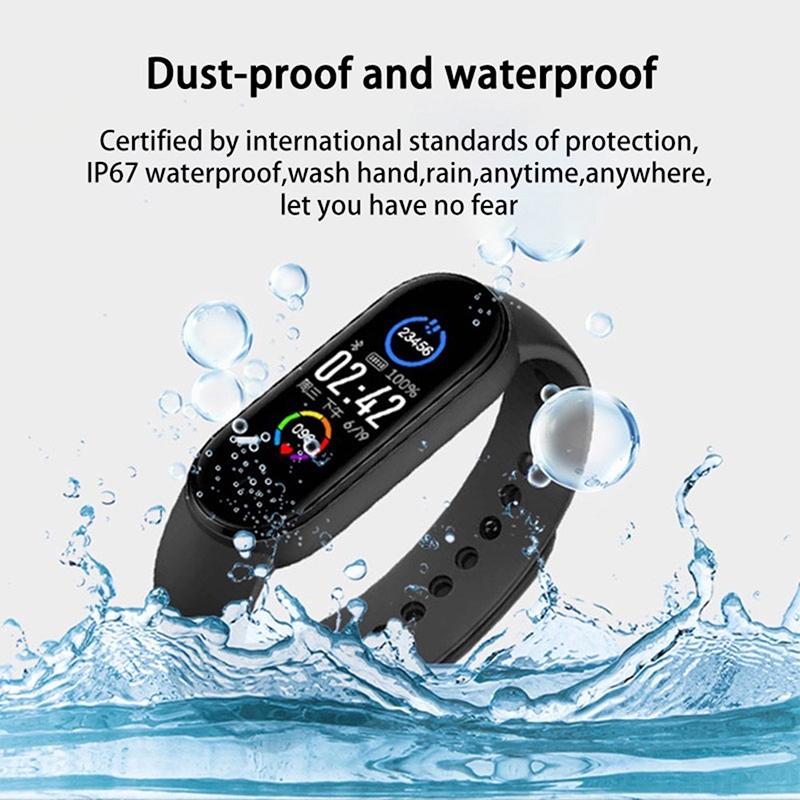 Dust-proof and waterproof
Certified by international standards of protection,
IP67 waterproof,wash hand,rain,anytime,anywhere,
let you have no fear
23456
100%
02:42
周三 下午 6/19